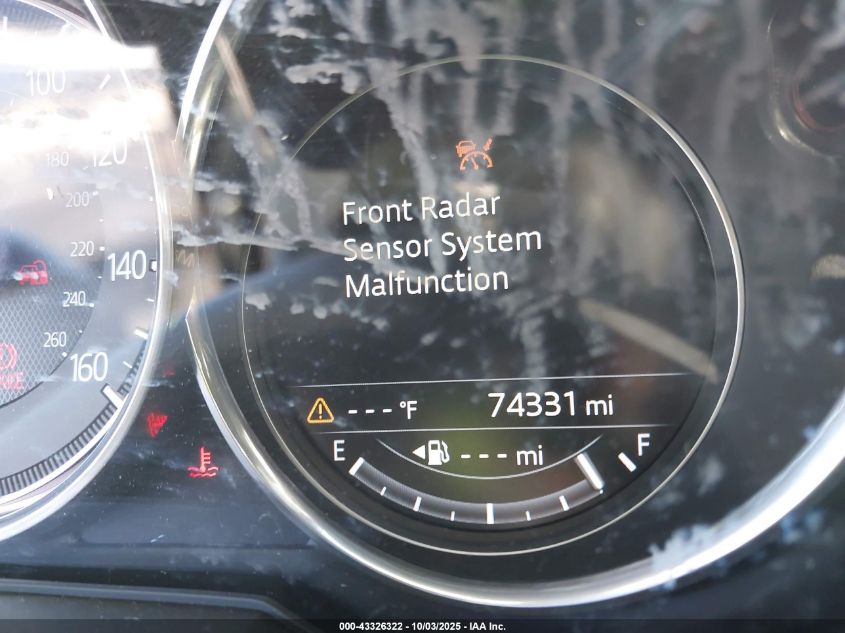 100
120
140
160
180
200
220
240
260
Front Radar
Sensor System
Malfunction
--- °F 74331 mi
E --- mi F
000-43326322 - 10/03/2025 - IAA Inc.